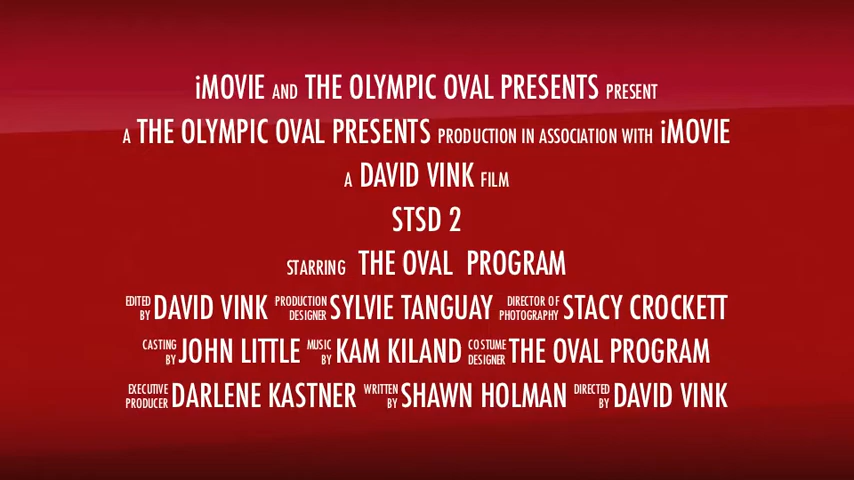 iMOVIE AND THE OLYMPIC OVAL PRESENTS PRESENT
A THE OLYMPIC OVAL PRESENTS PRODUCTION IN ASSOCIATION WITH iMOVIE
A DAVID VINK FILM
STSD 2
STARRING THE OVAL PROGRAM
EDITED BY DAVID VINK PRODUCTION DESIGNER SYLVIE TANGUAY DIRECTOR OF PHOTOGRAPHY STACY CROCKETT
CASTING BY JOHN LITTLE MUSIC BY KAM KILAND COSTUME DESIGNER THE OVAL PROGRAM
EXECUTIVE PRODUCER DARLENE KASTNER WRITTEN BY SHAWN HOLMAN DIRECTED BY DAVID VINK